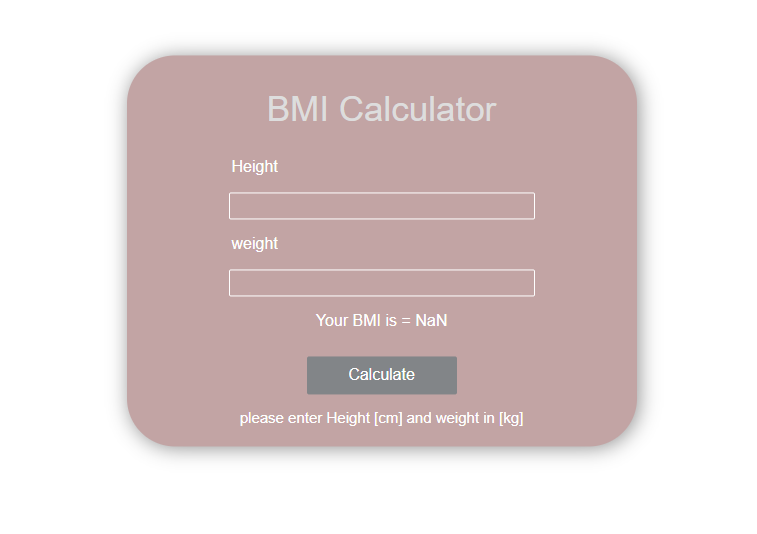 BMI Calculator
Height
weight
Your BMI is = NaN
Calculate
please enter Height [cm] and weight in [kg]